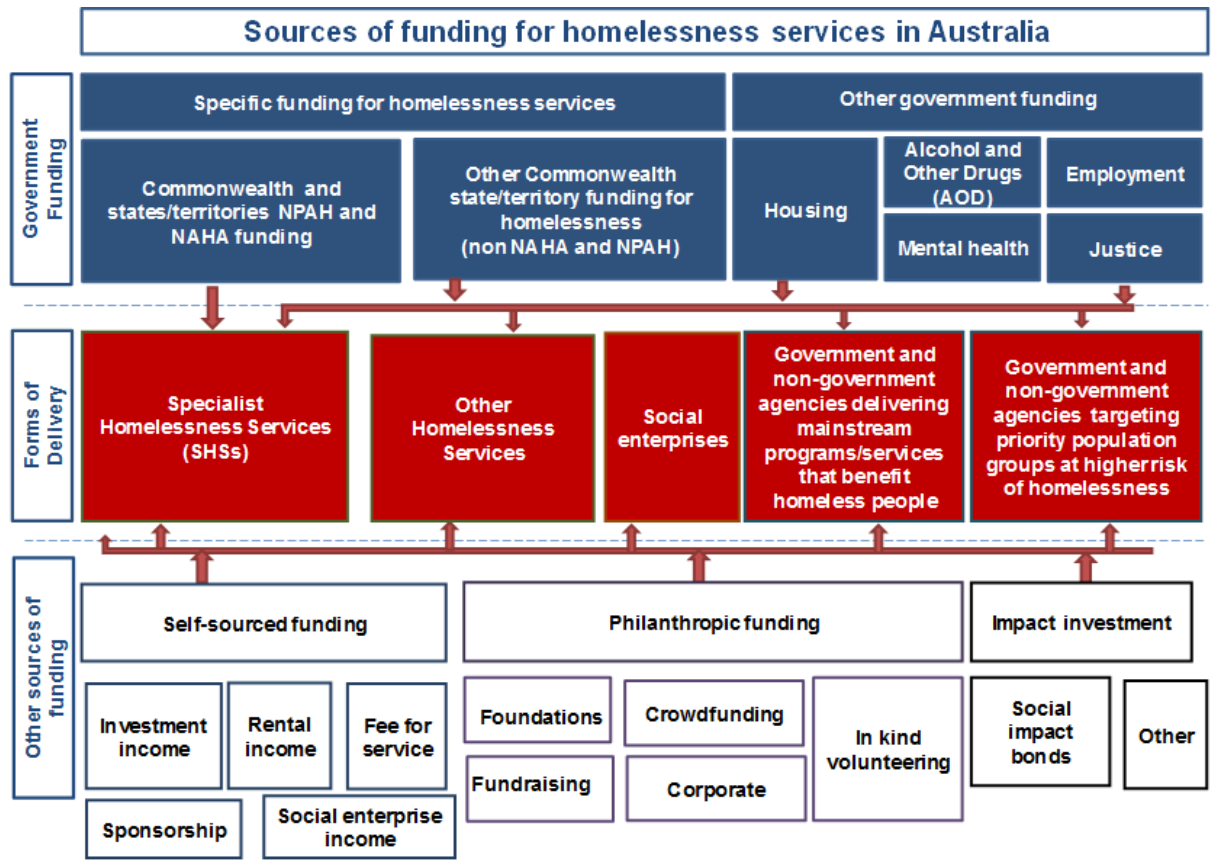 Sources of funding for homelessness services in Australia
Government
Funding
Specific funding for homelessness services
Other government funding
Commonwealth and
states/territories NPAH and
NAHA funding
Other Commonwealth
state/territory funding for
homelessness
(non NAHA and NPAH)
Housing
Alcohol and
Other Drugs
(AOD)
Employment
Mental health
Justice
Forms of
Delivery
Specialist
Homelessness Services
(SHSs)
Other
Homelessness
Services
Social
enterprises
Government and
non-government
agencies delivering
mainstream
programs/services
that benefit
homeless people
Government and
non-government
agencies targeting
priority population
groups at higher risk
of homelessness
Other sources of
funding
Self-sourced funding
Philanthropic funding
Impact investment
Investment
income
Rental
income
Fee for
service
Sponsorship
Social enterprise
income
Foundations
Crowdfunding
Fundraising
Corporate
In kind
volunteering
Social
impact
bonds
Other